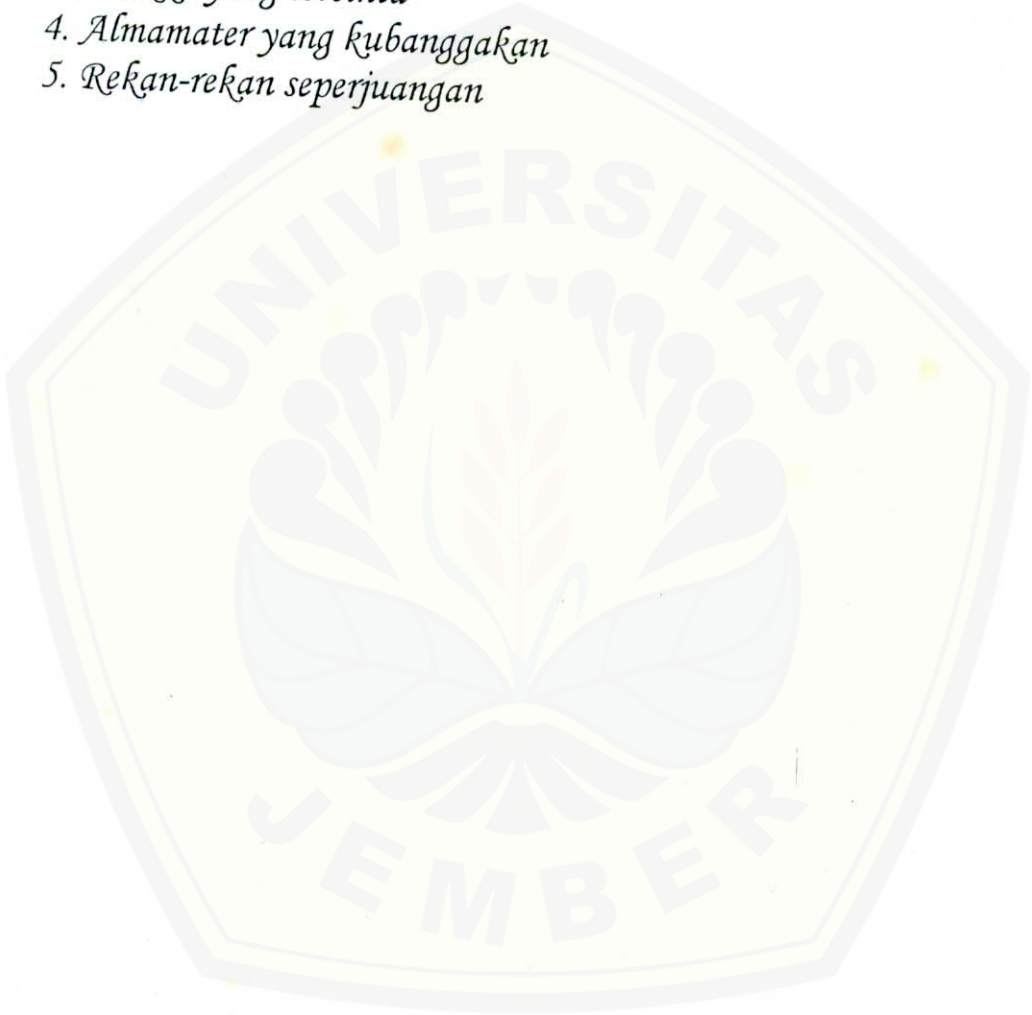 4. Almamater yang kubanggakan
5. Rekan-rekan seperjuangan
UNIVERSITAS
JEMBER